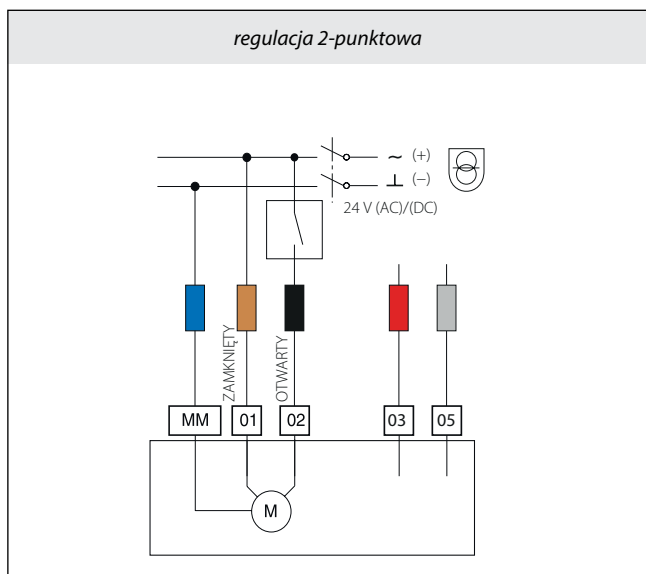 regulacja 2-punktowa
~ (+)
⊥ (–)
24 V (AC)/(DC)
ZAMKNIĘTY
OTWARTY
MM 01 02 03 05
M